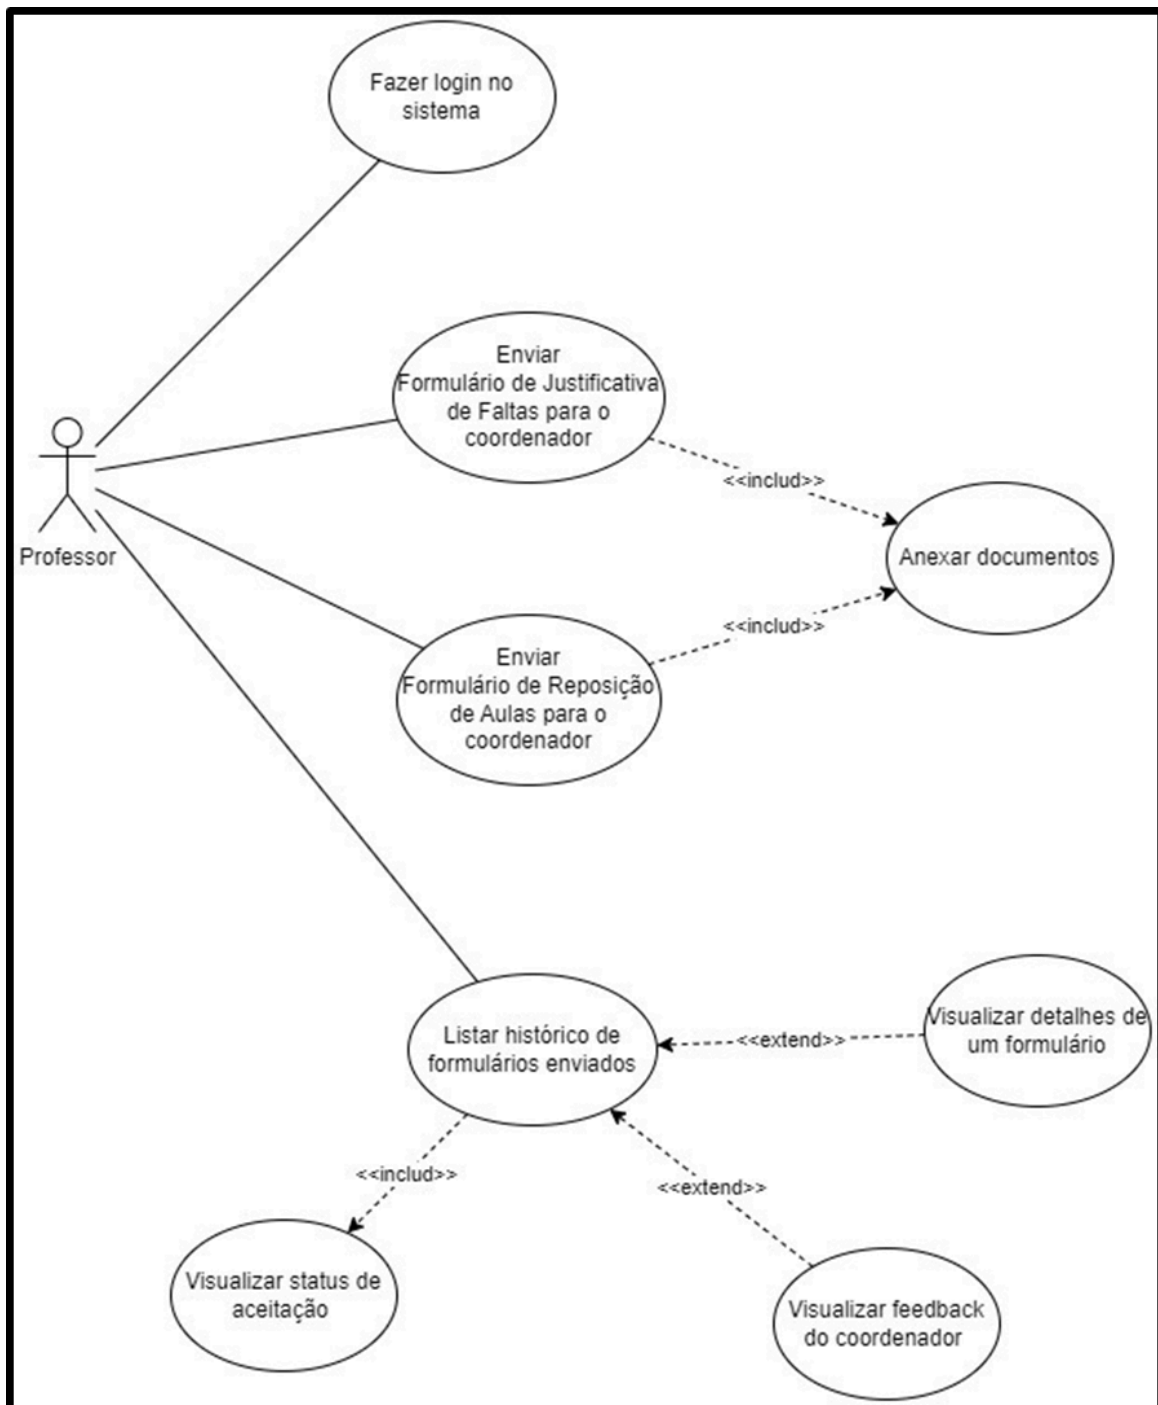 Fazer login no
sistema
Enviar
Formulário de Justificativa
de Faltas para o
coordenador
<<includ>>
Anexar documentos
Professor
<<includ>>
Enviar
Formulário de Reposição
de Aulas para o
coordenador
Listar histórico de
formulários enviados
<<extend>>
Visualizar detalhes de
um formulário
<<includ>>
<<extend>>
Visualizar status de
aceitação
Visualizar feedback
do coordenador